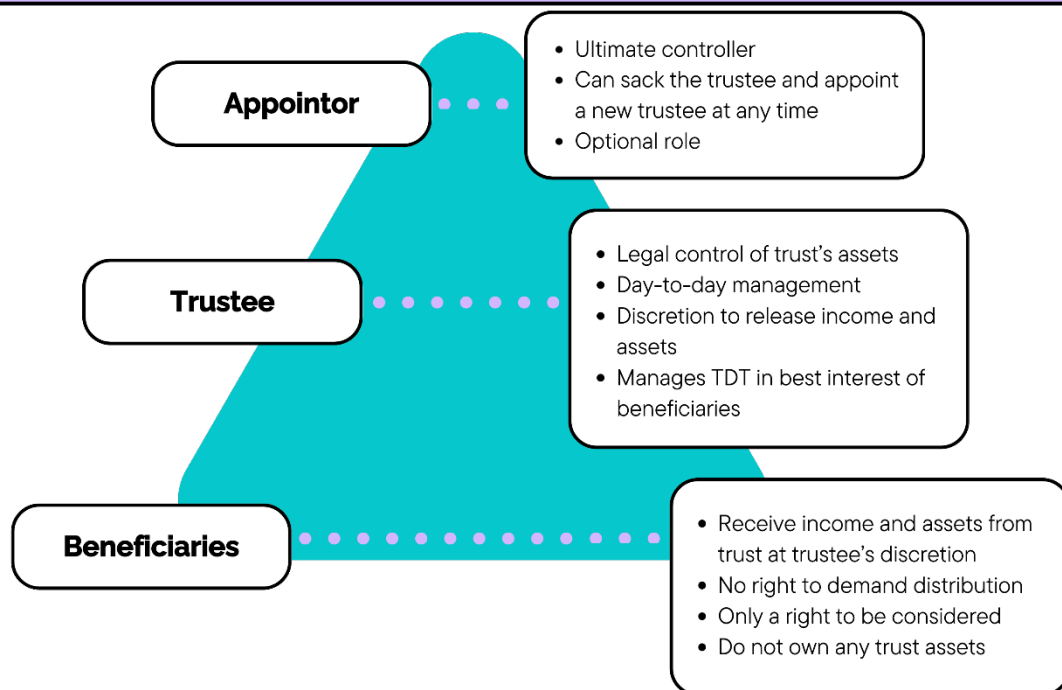 Appointor
• Ultimate controller
• Can sack the trustee and appoint
a new trustee at any time
• Optional role
Trustee
• Legal control of trust's assets
• Day-to-day management
• Discretion to release income and
assets
• Manages TDT in best interest of
beneficiaries
Beneficiaries
• Receive income and assets from
trust at trustee's discretion
• No right to demand distribution
• Only a right to be considered
• Do not own any trust assets